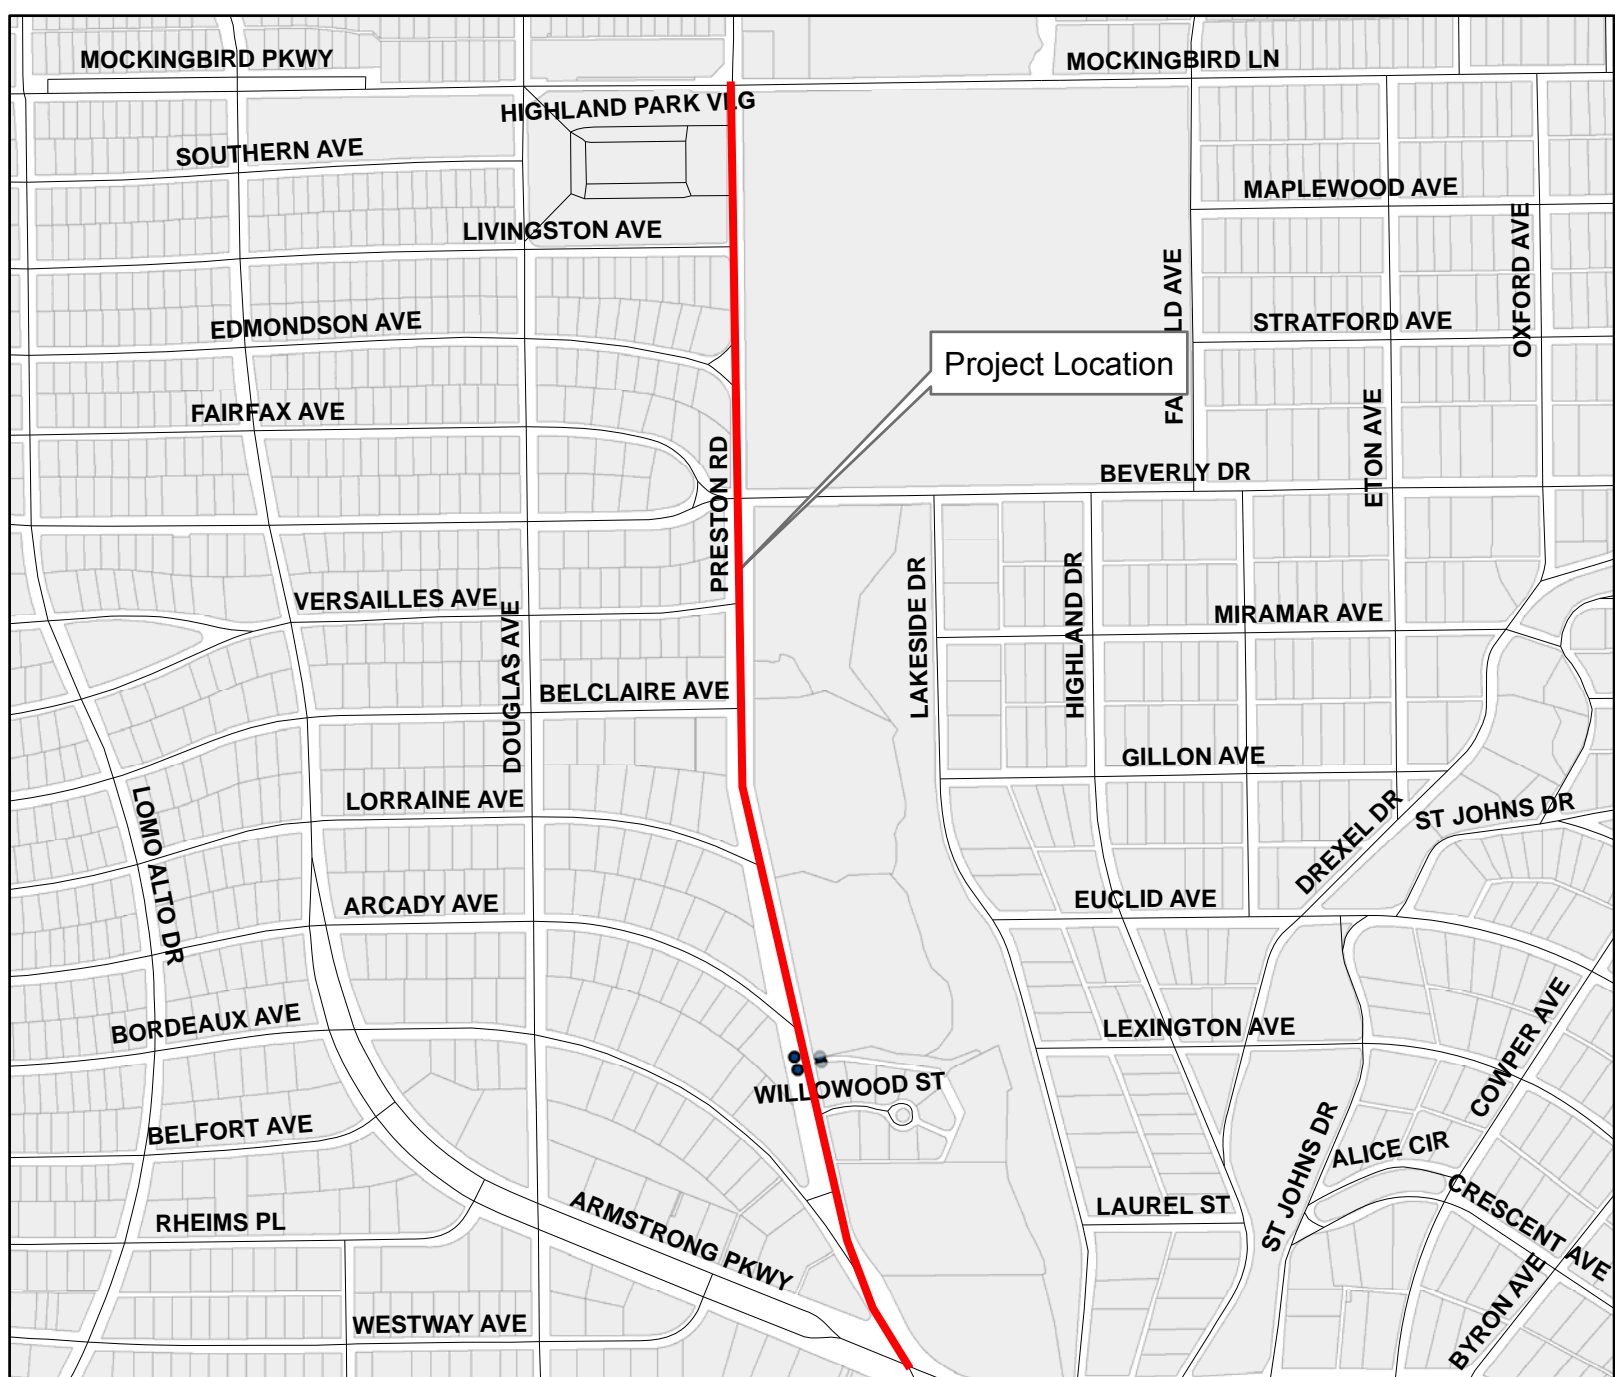 MOCKINGBIRD PKWY
MOCKINGBIRD LN
HIGHLAND PARK VLG
SOUTHERN AVE
MAPLEWOOD AVE
LIVINGSTON AVE
OXFORD AVE
EDMONDSON AVE
STRATFORD AVE
Project Location
FAIRFAX AVE
PRESTON RD
BEVERLY DR
ETON AVE
VERSAILLES AVE
DOUGLAS AVE
LAKESIDE DR
HIGHLAND DR
MIRAMAR AVE
BELCLAIRE AVE
GILLON AVE
LORRAINE AVE
LOMO ALTO DR
DREXEL DR
ST JOHNS DR
ARCADY AVE
EUCLID AVE
BORDEAUX AVE
LEXINGTON AVE
COWPER AVE
WILLOWOOD ST
BELFORT AVE
ST JOHNS DR
ALICE CIR
RHEIMS PL
ARMSTRONG PKWY
LAUREL ST
CRESCENT AVE
WESTWAY AVE
BYRON AVE